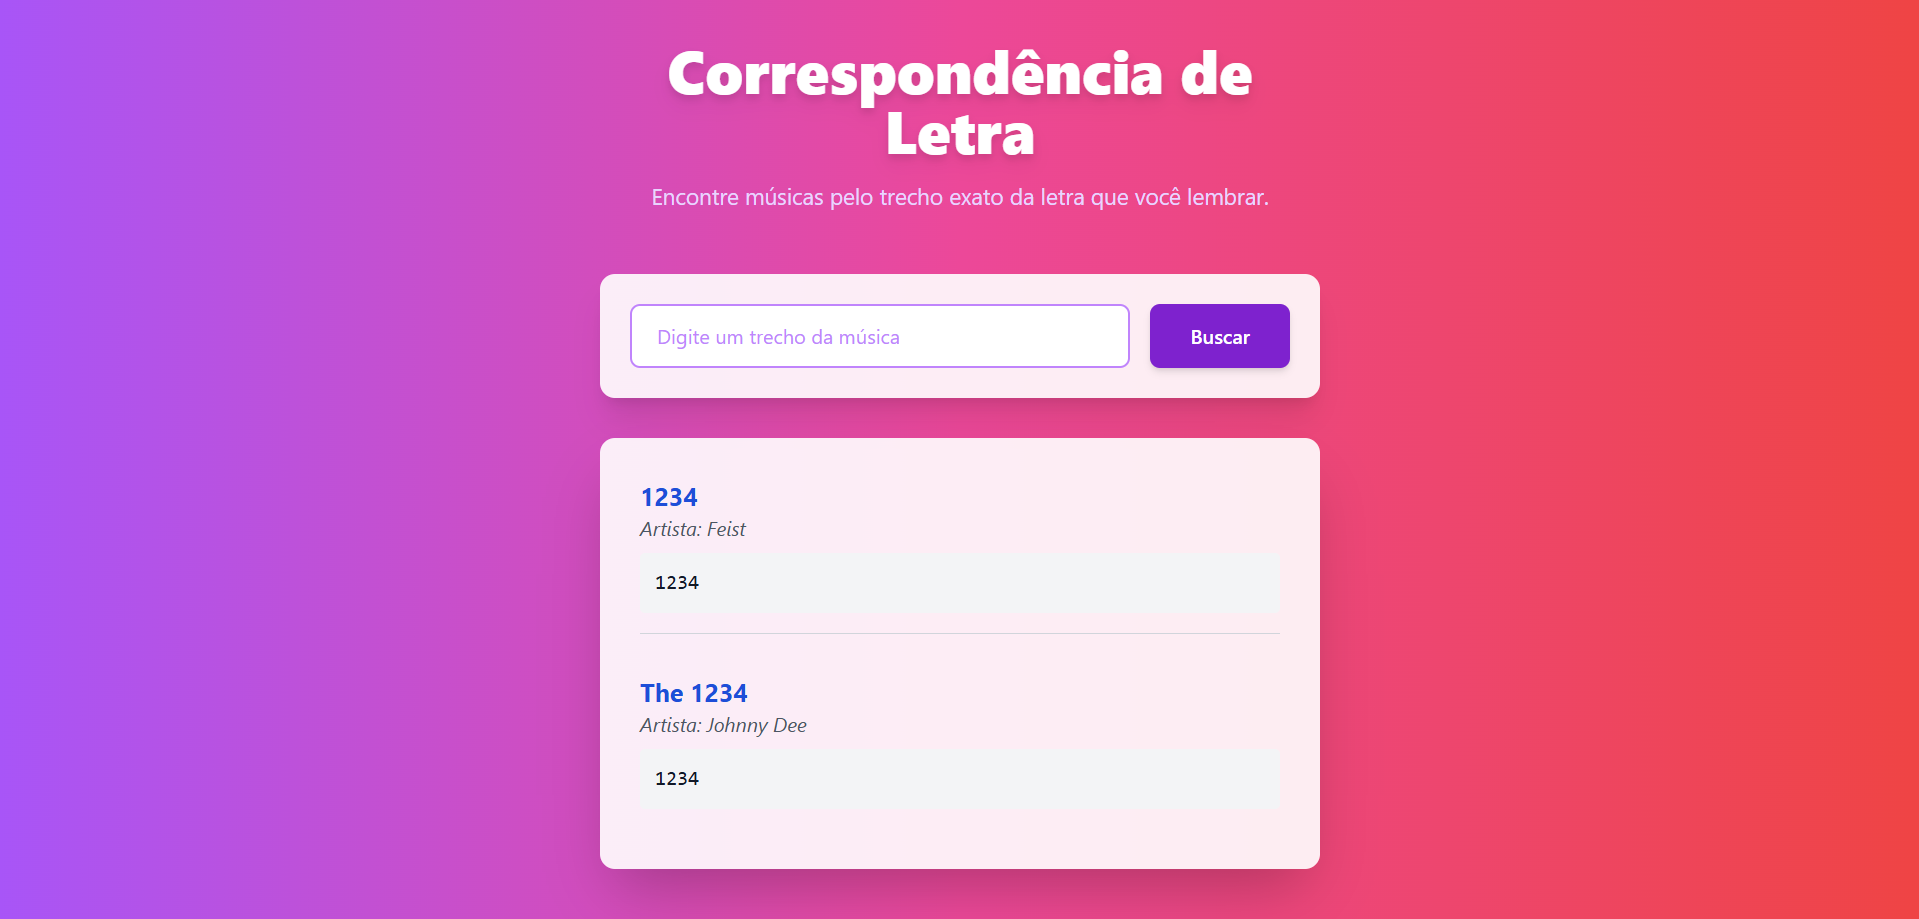 Correspondência de
Letra
Encontre músicas pelo trecho exato da letra que você lembrar.
Digite um trecho da música
Buscar
1234
Artista: Feist
1234
The 1234
Artista: Johnny Dee
1234